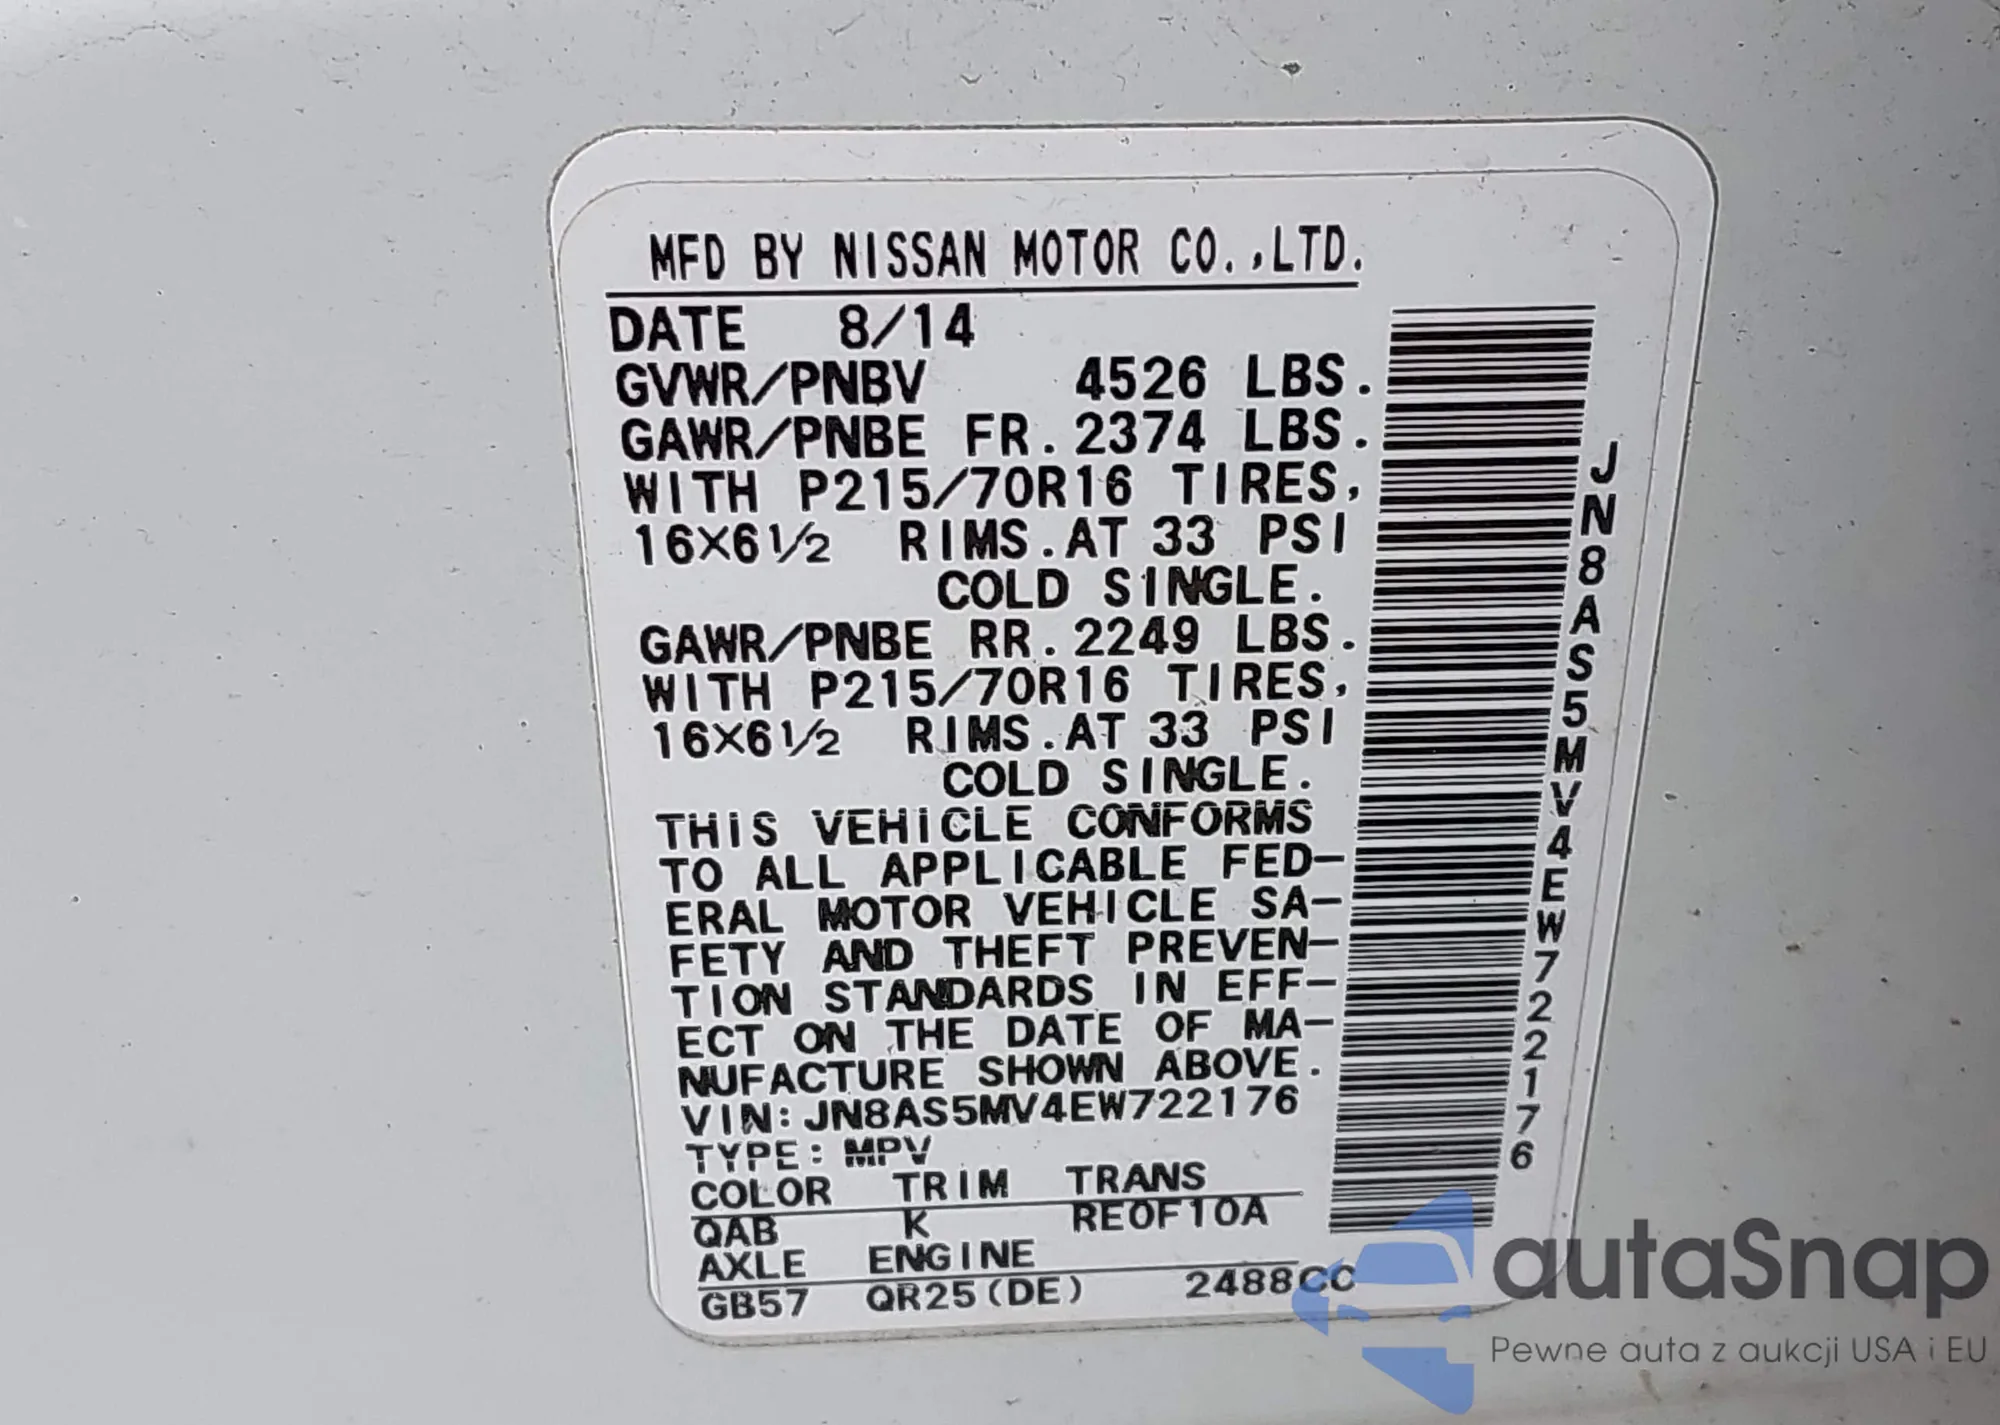 MFD BY NISSAN MOTOR CO.,LTD.
DATE 8/14
GVWR/PNBV 4526 LBS.
GAWR/PNBE FR.2374 LBS.
WITH P215/70R16 TIRES,
16×6 1/2 RIMS.AT 33 PSI
COLD SINGLE.
GAWR/PNBE RR.2249 LBS.
WITH P215/70R16 TIRES,
16×6 1/2 RIMS.AT 33 PSI
COLD SINGLE.
THIS VEHICLE CONFORMS
TO ALL APPLICABLE FED-
ERAL MOTOR VEHICLE SA-
FETY AND THEFT PREVEN-
TION STANDARDS IN EFF-
ECT ON THE DATE OF MA-
NUFACTURE SHOWN ABOVE.
VIN:JN8AS5MV4EW722176
TYPE: MPV
COLOR TRIM TRANS
QAB K RE0F10A
AXLE ENGINE
GB57 QR25(DE) 2488CC
JN8AS5MV4EW722176
autaSnap
Pewne auta z aukcji USA i EU